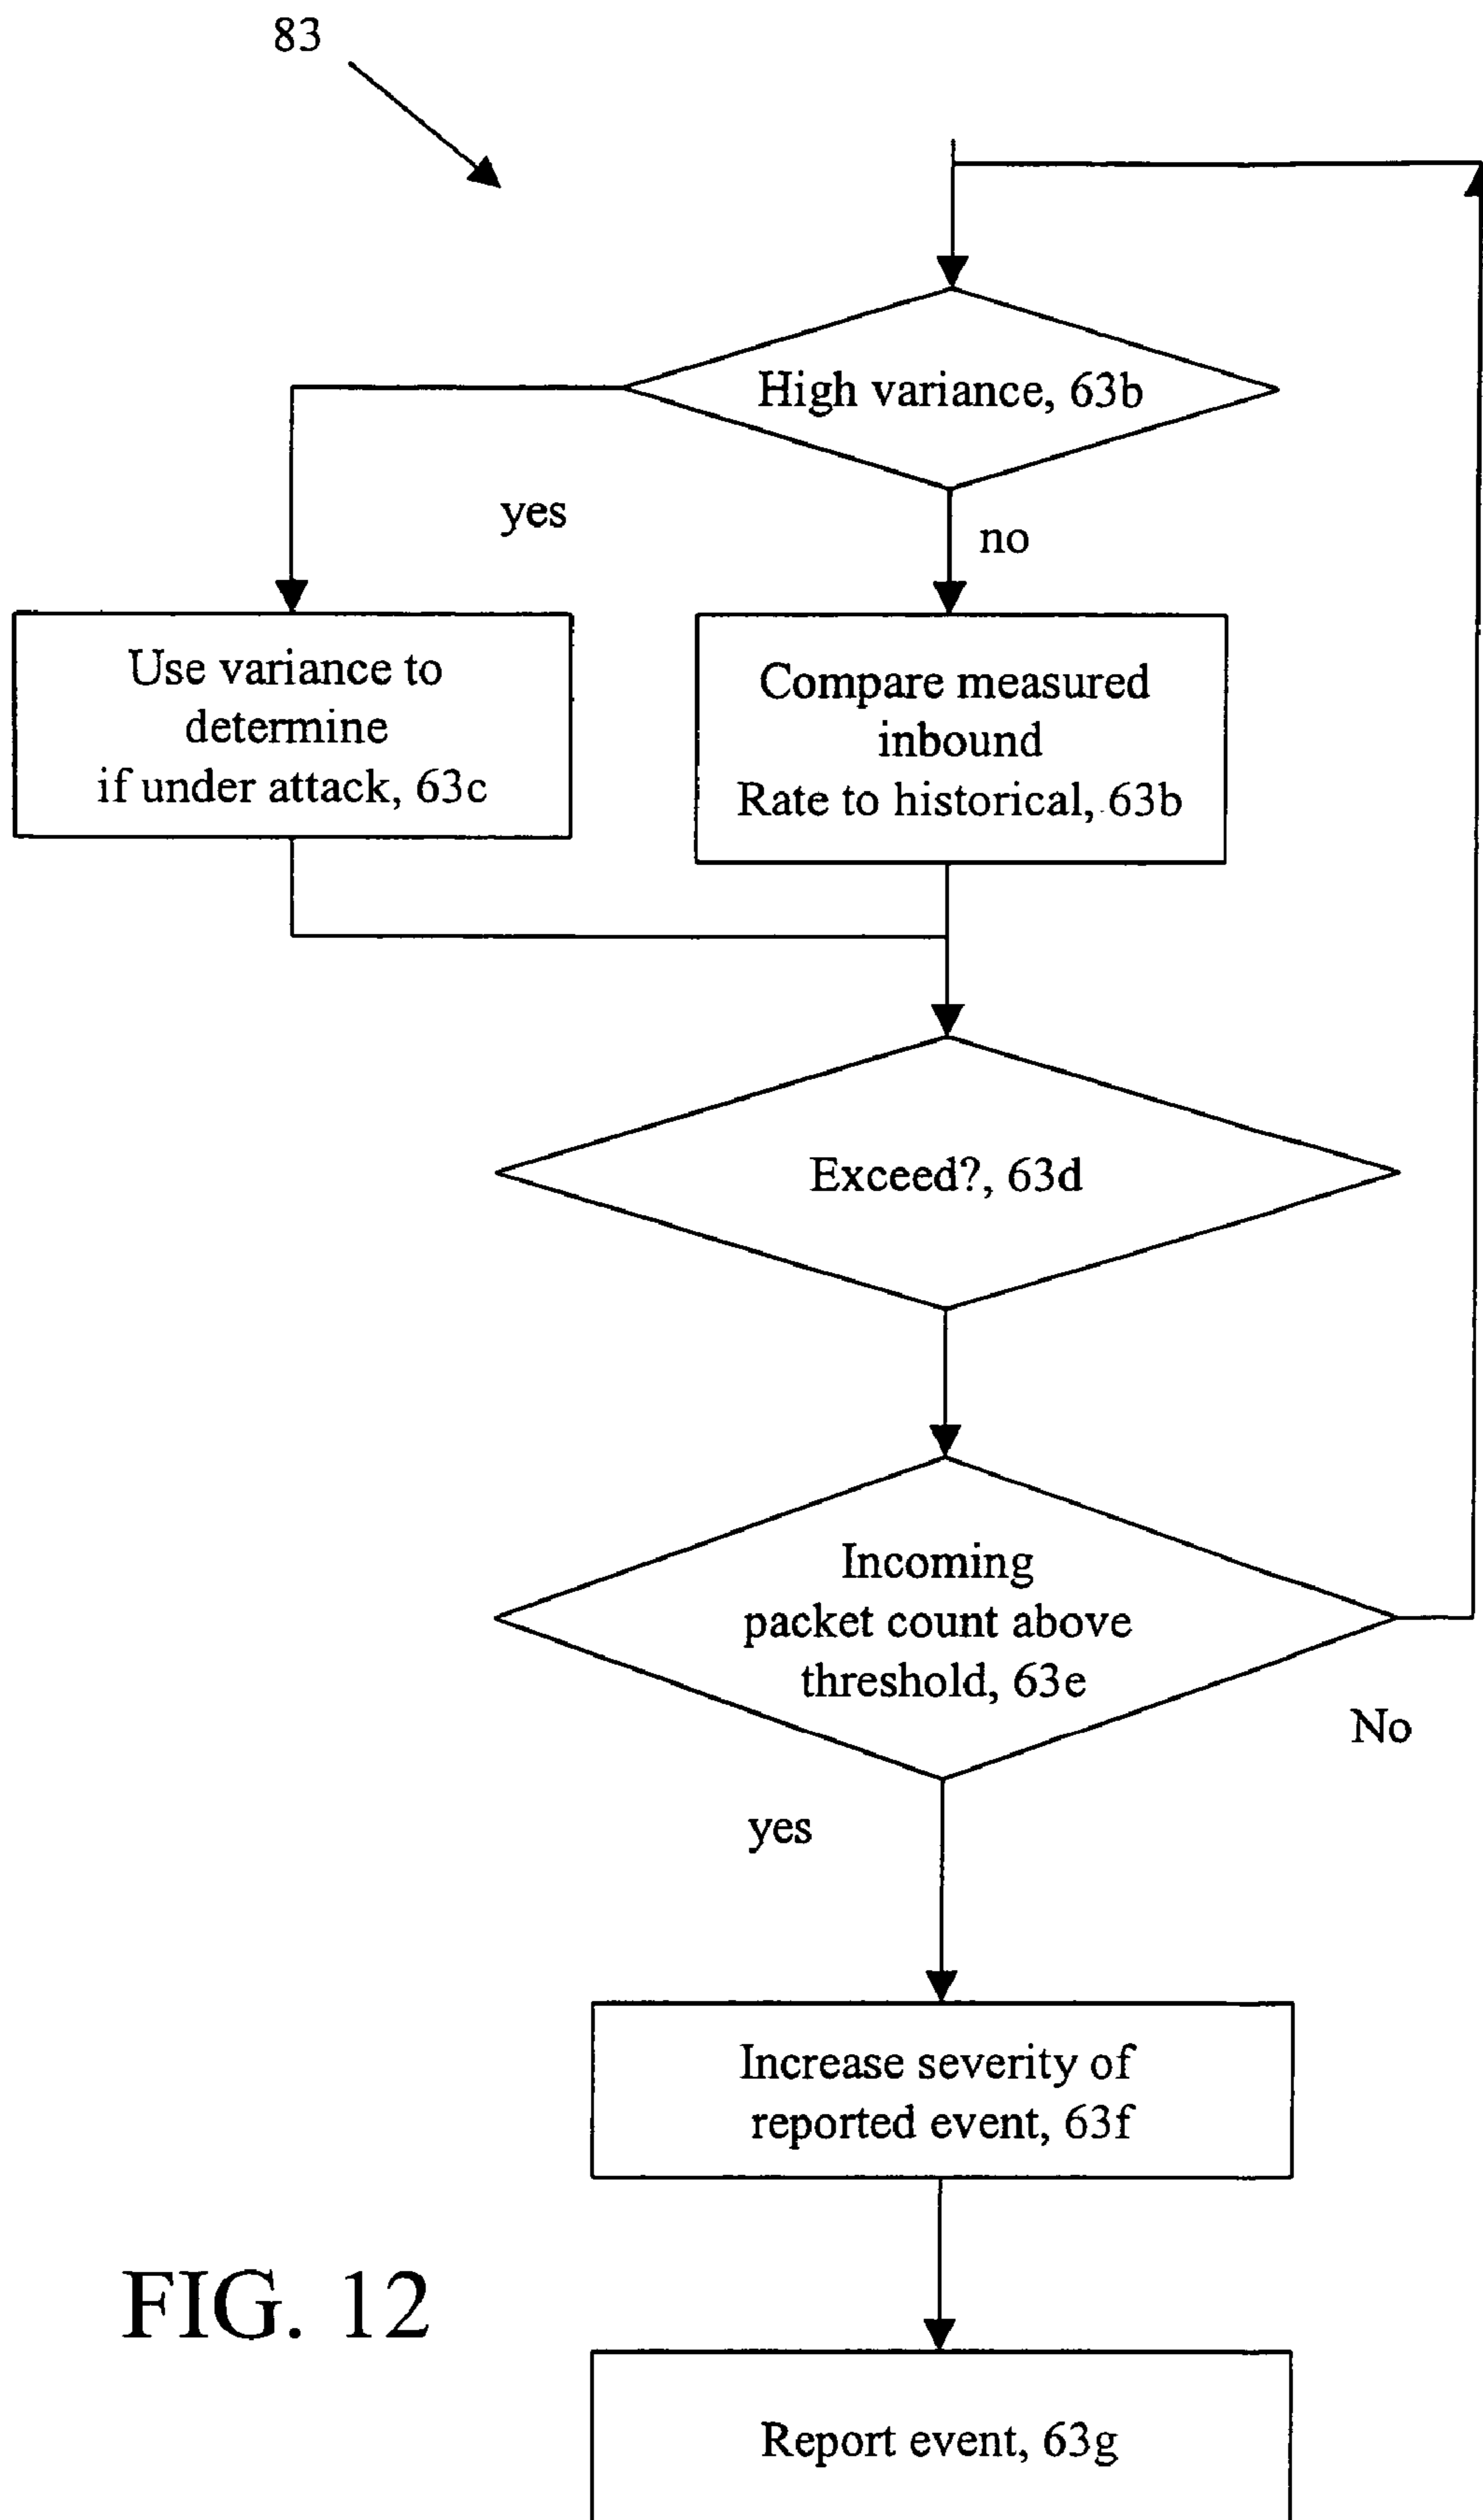 83
High variance, 63b
yes
no
Use variance to
determine
if under attack, 63c
Compare measured
inbound
Rate to historical, 63b
Exceed?, 63d
Incoming
packet count above
threshold, 63e
No
yes
Increase severity of
reported event, 63f
FIG. 12
Report event, 63g